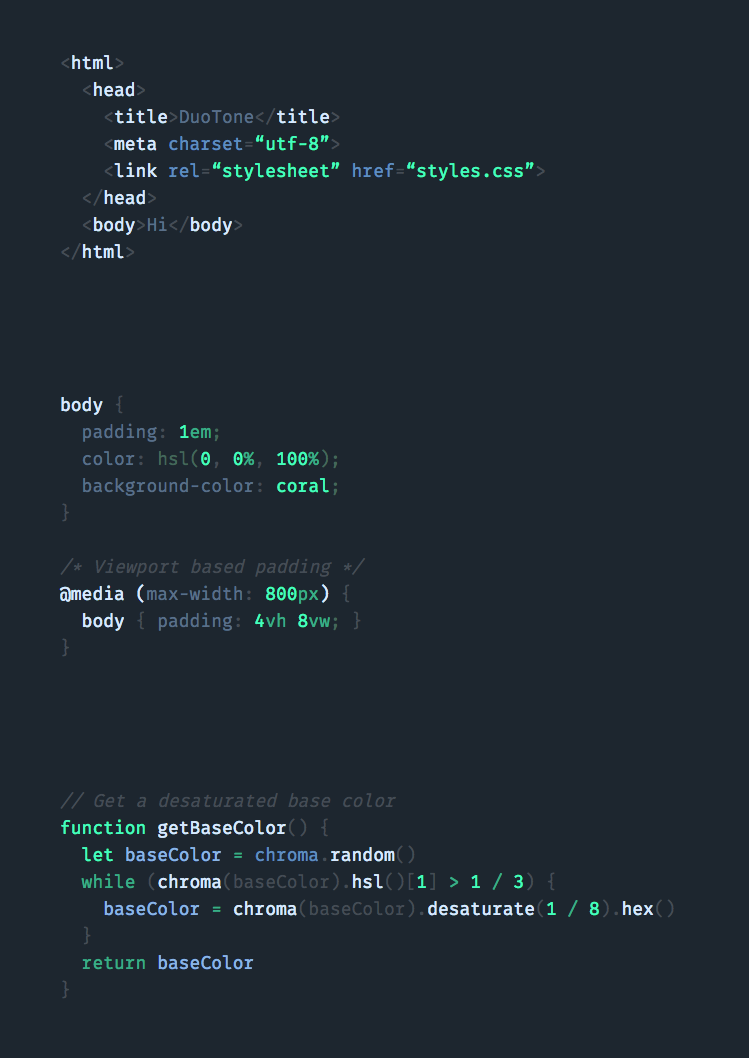 <html>
  <head>
    <title>DuoTone</title>
    <meta charset=“utf-8”>
    <link rel=“stylesheet” href=“styles.css”>
  </head>
  <body>Hi</body>
</html>
body {
  padding: 1em;
  color: hsl(0, 0%, 100%);
  background-color: coral;
}
/* Viewport based padding */
@media (max-width: 800px) {
  body { padding: 4vh 8vw; }
}
// Get a desaturated base color
function getBaseColor() {
  let baseColor = chroma.random()
  while (chroma(baseColor).hsl()[1] > 1 / 3) {
    baseColor = chroma(baseColor).desaturate(1 / 8).hex()
  }
  return baseColor
}